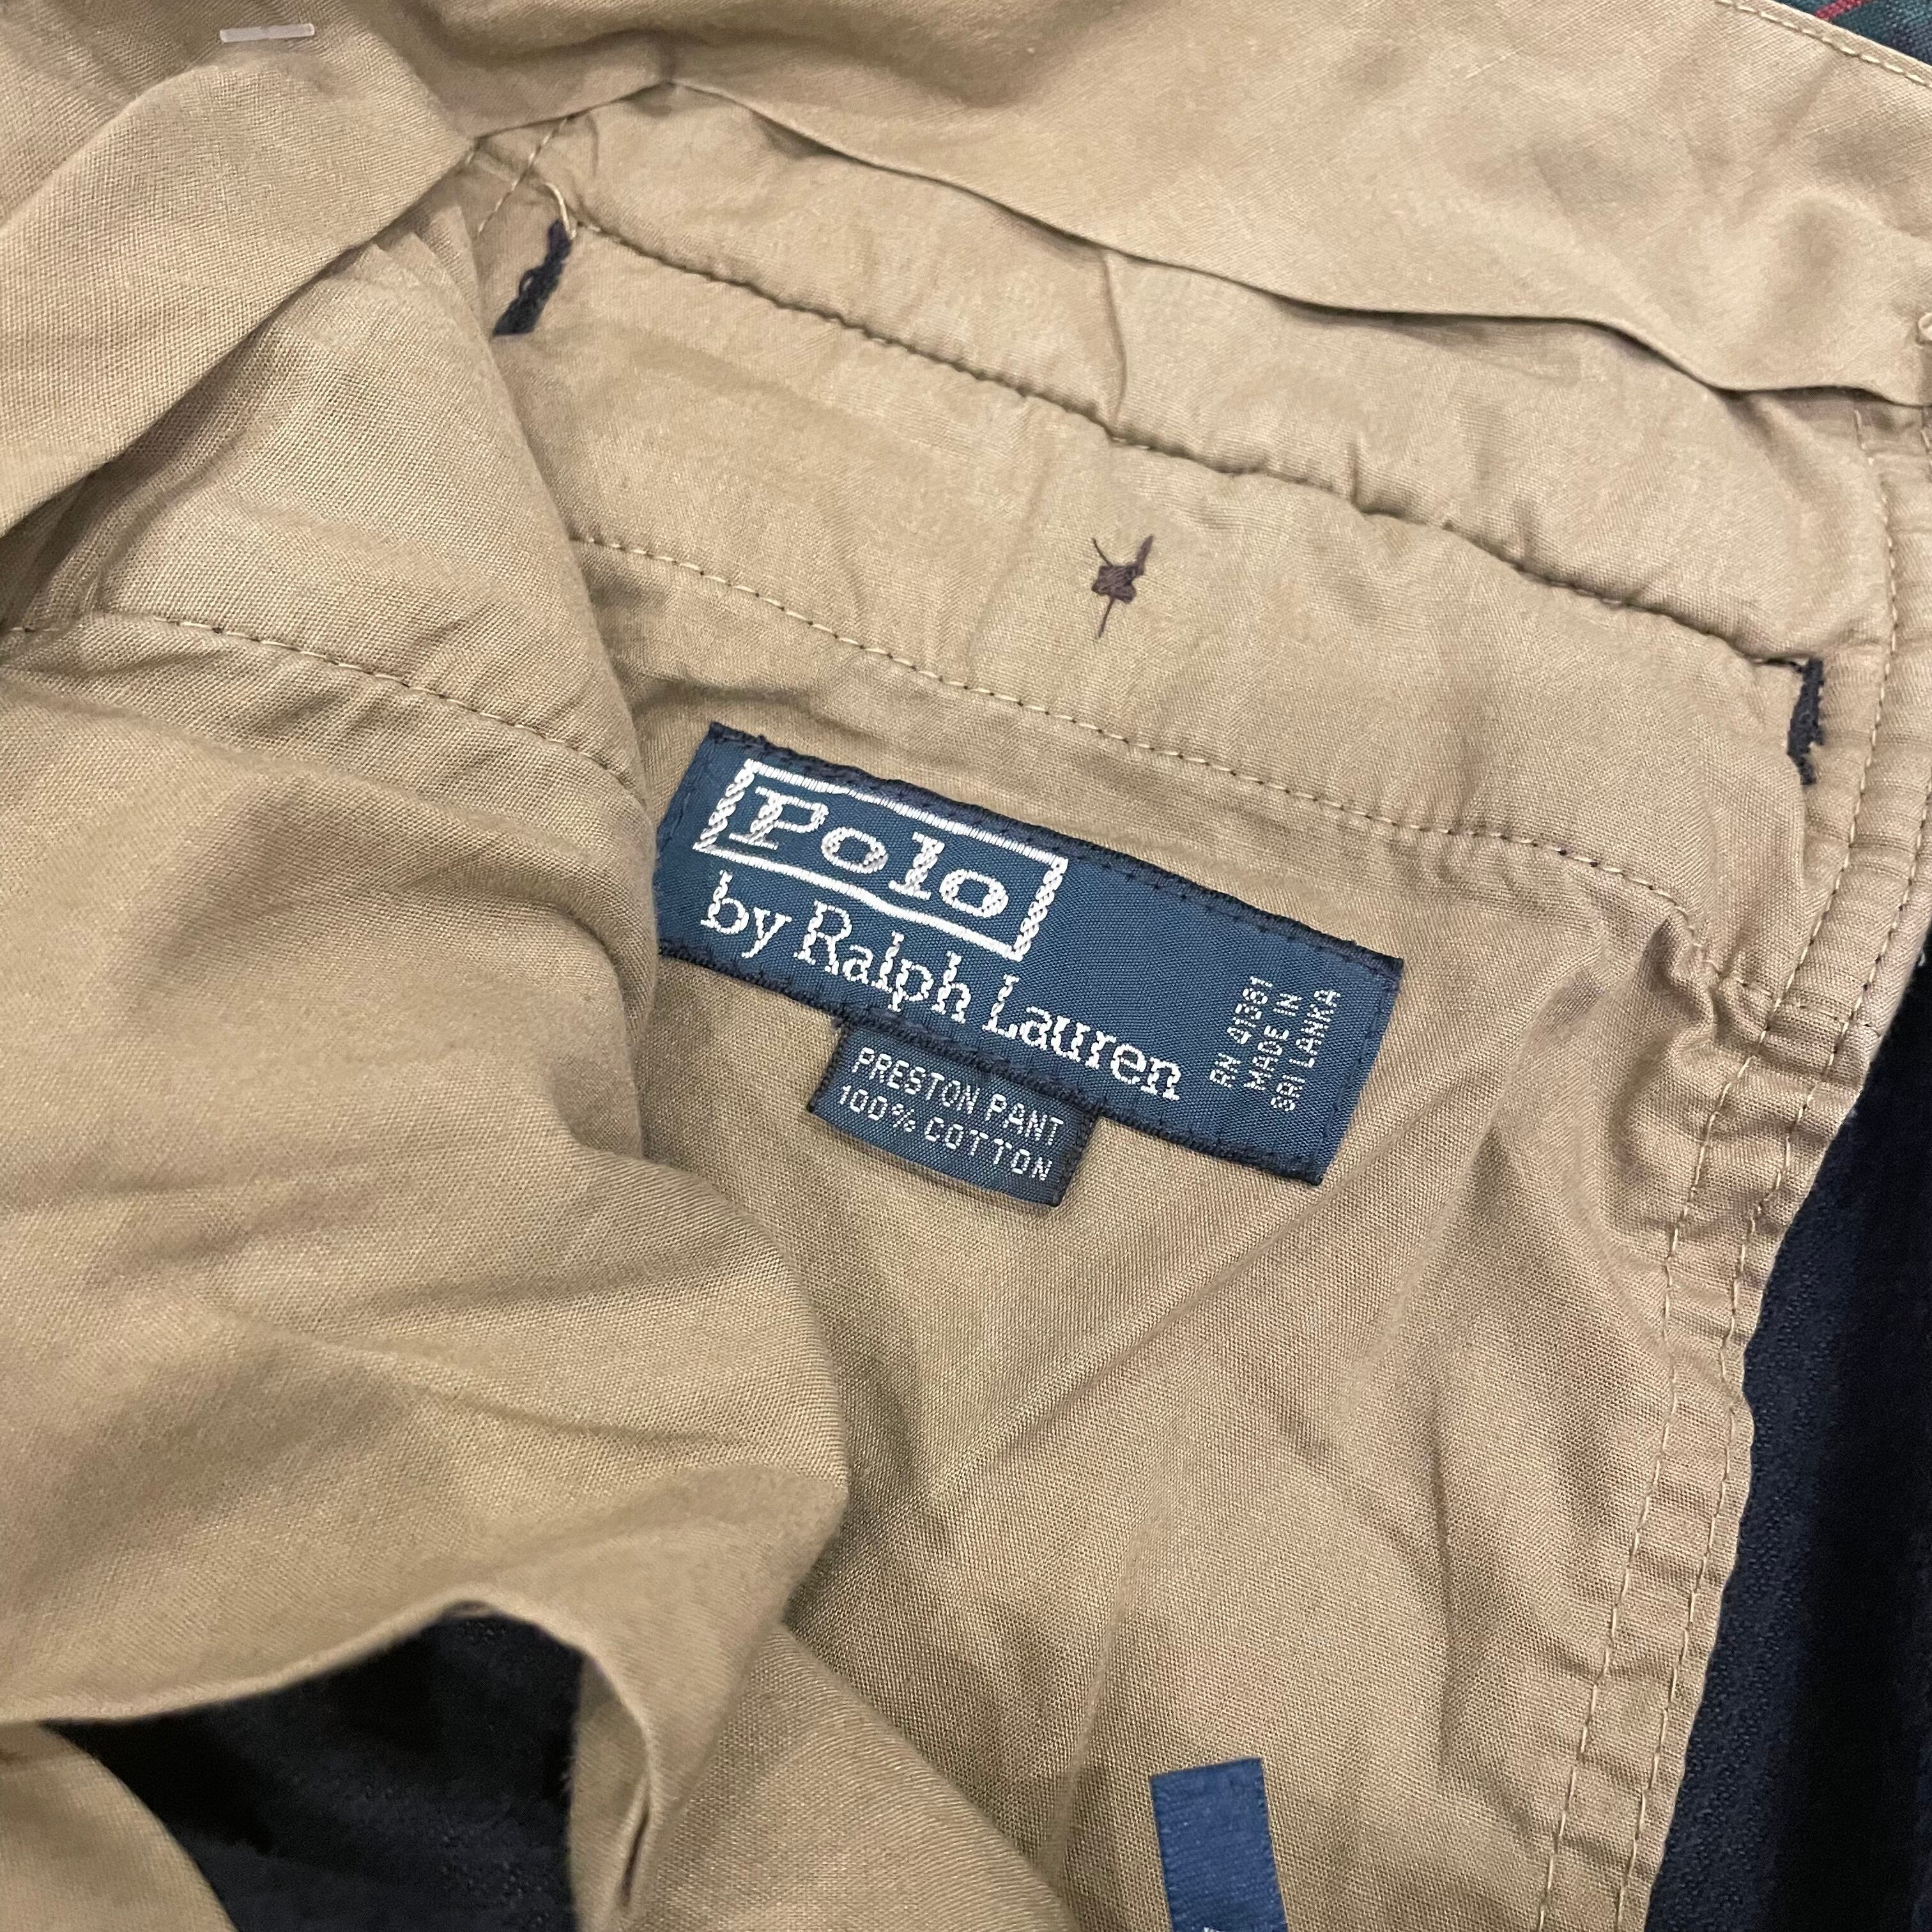 Polo
by Ralph Lauren
RN 41381
MADE IN
SRI LANKA
PRESTON PANT
100% COTTON